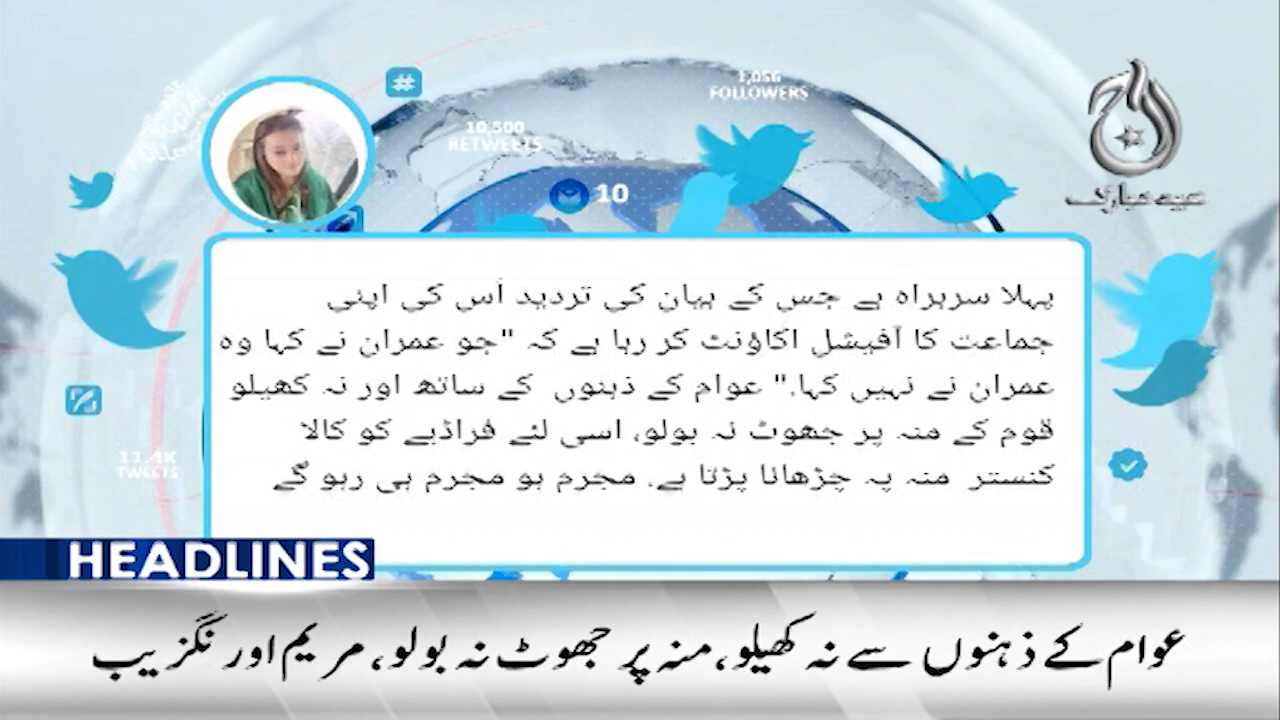 1,056
FOLLOWERS
10,500
RETWEETS
10
آج
عید مبارک
پہلا سربراہ ہے جس کے بیان کی تردید اُس کی اپنی
جماعت کا آفیشل اکاؤنٹ کر رہا ہے کہ "جو عمران نے کہا وہ
عمران نے نہیں کہا." عوام کے ذہنوں کے ساتھ اور نہ کھیلو
قوم کے منہ پر جھوٹ نہ بولو، اسی لئے فراڈیے کو کالا
کنستر منہ پہ چڑھانا پڑتا ہے. مجرم ہو مجرم ہی رہو گے
11.4K
TWEETS
HEADLINES
عوام کے ذہنوں سے نہ کھیلو، منہ پر جھوٹ نہ بولو، مریم اورنگزیب